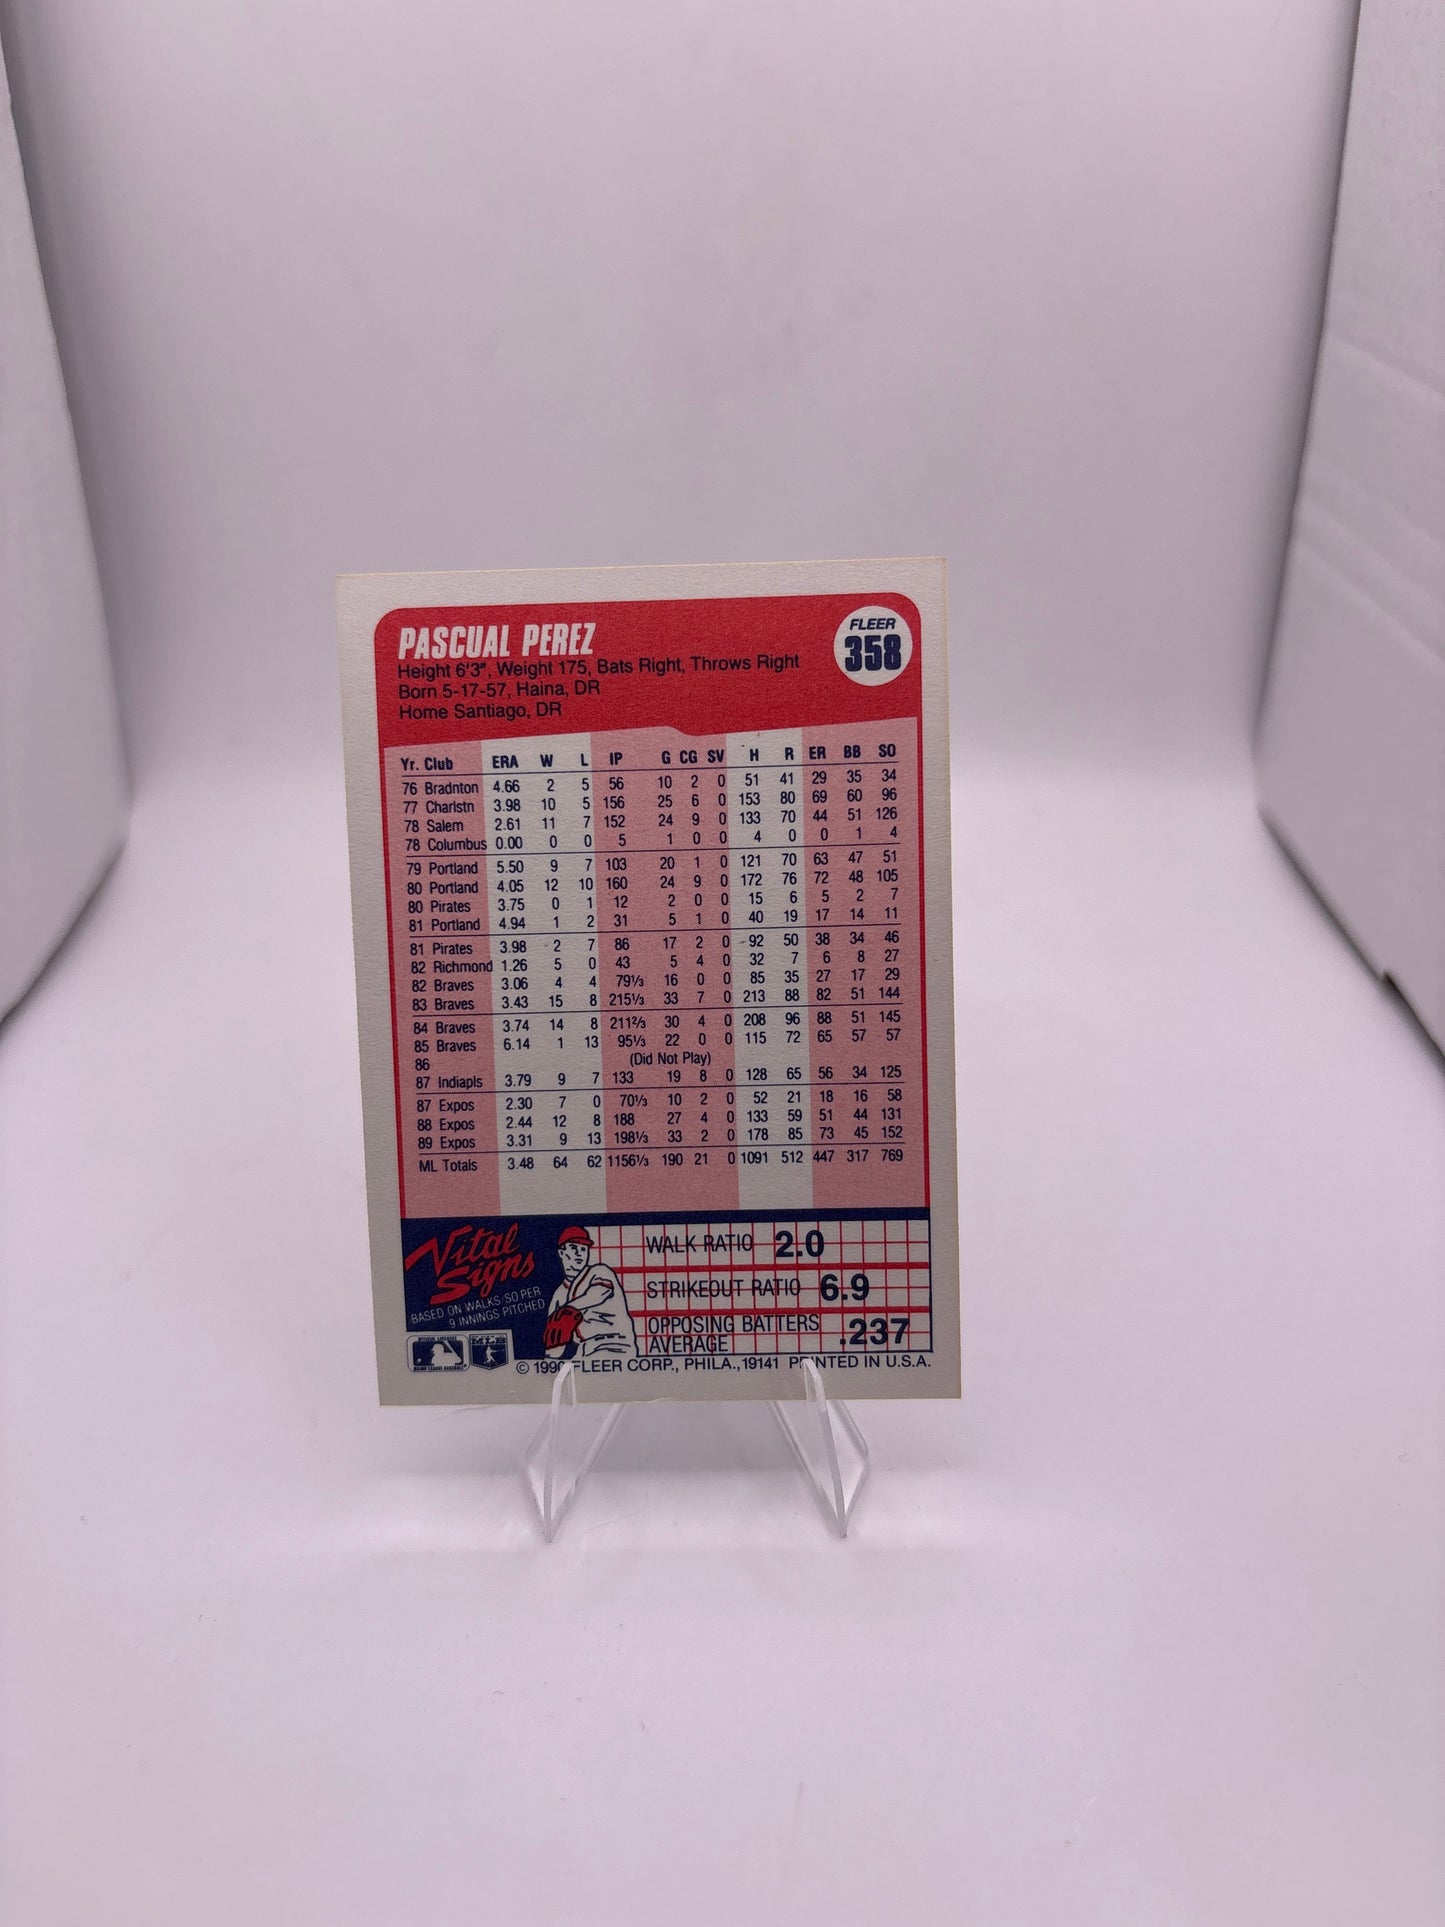 PASCUAL PEREZ
FLEER
358
Height 6'3", Weight 175, Bats Right, Throws Right
Born 5-17-57, Haina, DR
Home Santiago, DR
Yr. Club ERA W L IP G CG SV H R ER BB SO
76 Bradnton 4.66 2 5 56 10 2 0 51 41 29 35 34
77 Charlstn 3.98 10 5 156 25 6 0 153 80 69 60 96
78 Salem 2.61 11 7 152 24 9 0 133 70 44 51 126
78 Columbus 0.00 0 0 5 1 0 0 4 0 0 1 4
79 Portland 5.50 9 7 103 20 1 0 121 70 63 47 51
80 Portland 4.05 12 10 160 24 9 0 172 76 72 48 105
80 Pirates 3.75 0 1 12 2 0 0 15 6 5 2 7
81 Portland 4.94 1 2 31 5 1 0 40 19 17 14 11
81 Pirates 3.98 2 7 86 17 2 0 92 50 38 34 46
82 Richmond 1.26 5 0 43 5 4 0 32 7 6 8 27
82 Braves 3.06 4 4 79⅓ 16 0 0 85 35 27 17 29
83 Braves 3.43 15 8 215⅓ 33 7 0 213 88 82 51 144
84 Braves 3.74 14 8 211⅔ 30 4 0 208 96 88 51 145
85 Braves 6.14 1 13 95⅓ 22 0 0 115 72 65 57 57
86 (Did Not Play)
87 Indiapls 3.79 9 7 133 19 8 0 128 65 56 34 125
87 Expos 2.30 7 0 70⅓ 10 2 0 52 21 18 16 58
88 Expos 2.44 12 8 188 27 4 0 133 59 51 44 131
89 Expos 3.31 9 13 198⅓ 33 2 0 178 85 73 45 152
ML Totals 3.48 64 62 1156⅓ 190 21 0 1091 512 447 317 769
Vital
Signs
BASED ON WALKS/SO PER
9 INNINGS PITCHED
WALK RATIO 2.0
STRIKEOUT RATIO 6.9
OPPOSING BATTERS
AVERAGE .237
MLB
© 1990 FLEER CORP., PHILA., 19141 PRINTED IN U.S.A.